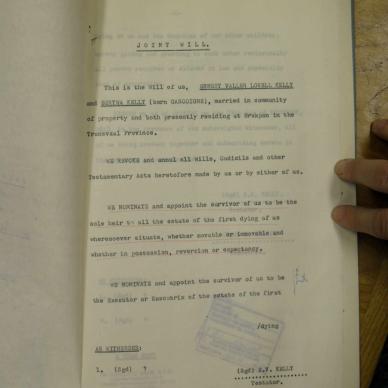 JOINT WILL.
This is the Will of us, ERNEST WALLER LOVELL KELLY
and BERTHA KELLY (born GASCOIGNE), married in community
of property and both presently residing at Brakpan in the
Transvaal Province.
WE REVOKE and annul all Wills, Codicils and other
Testamentary Acts heretofore made by us or by either of us.
WE NOMINATE and appoint the survivor of us to be the
sole heir to all the estate of the first dying of us
wheresoever situate, whether movable or immovable and
whether in possession, reversion or expectancy.
WE NOMINATE and appoint the survivor of us to be
the Executor or Executrix of the estate of the first
/dying
AS WITNESSES:
1. (Sgd) ? (Sgd) E.W. KELLY
Testator.